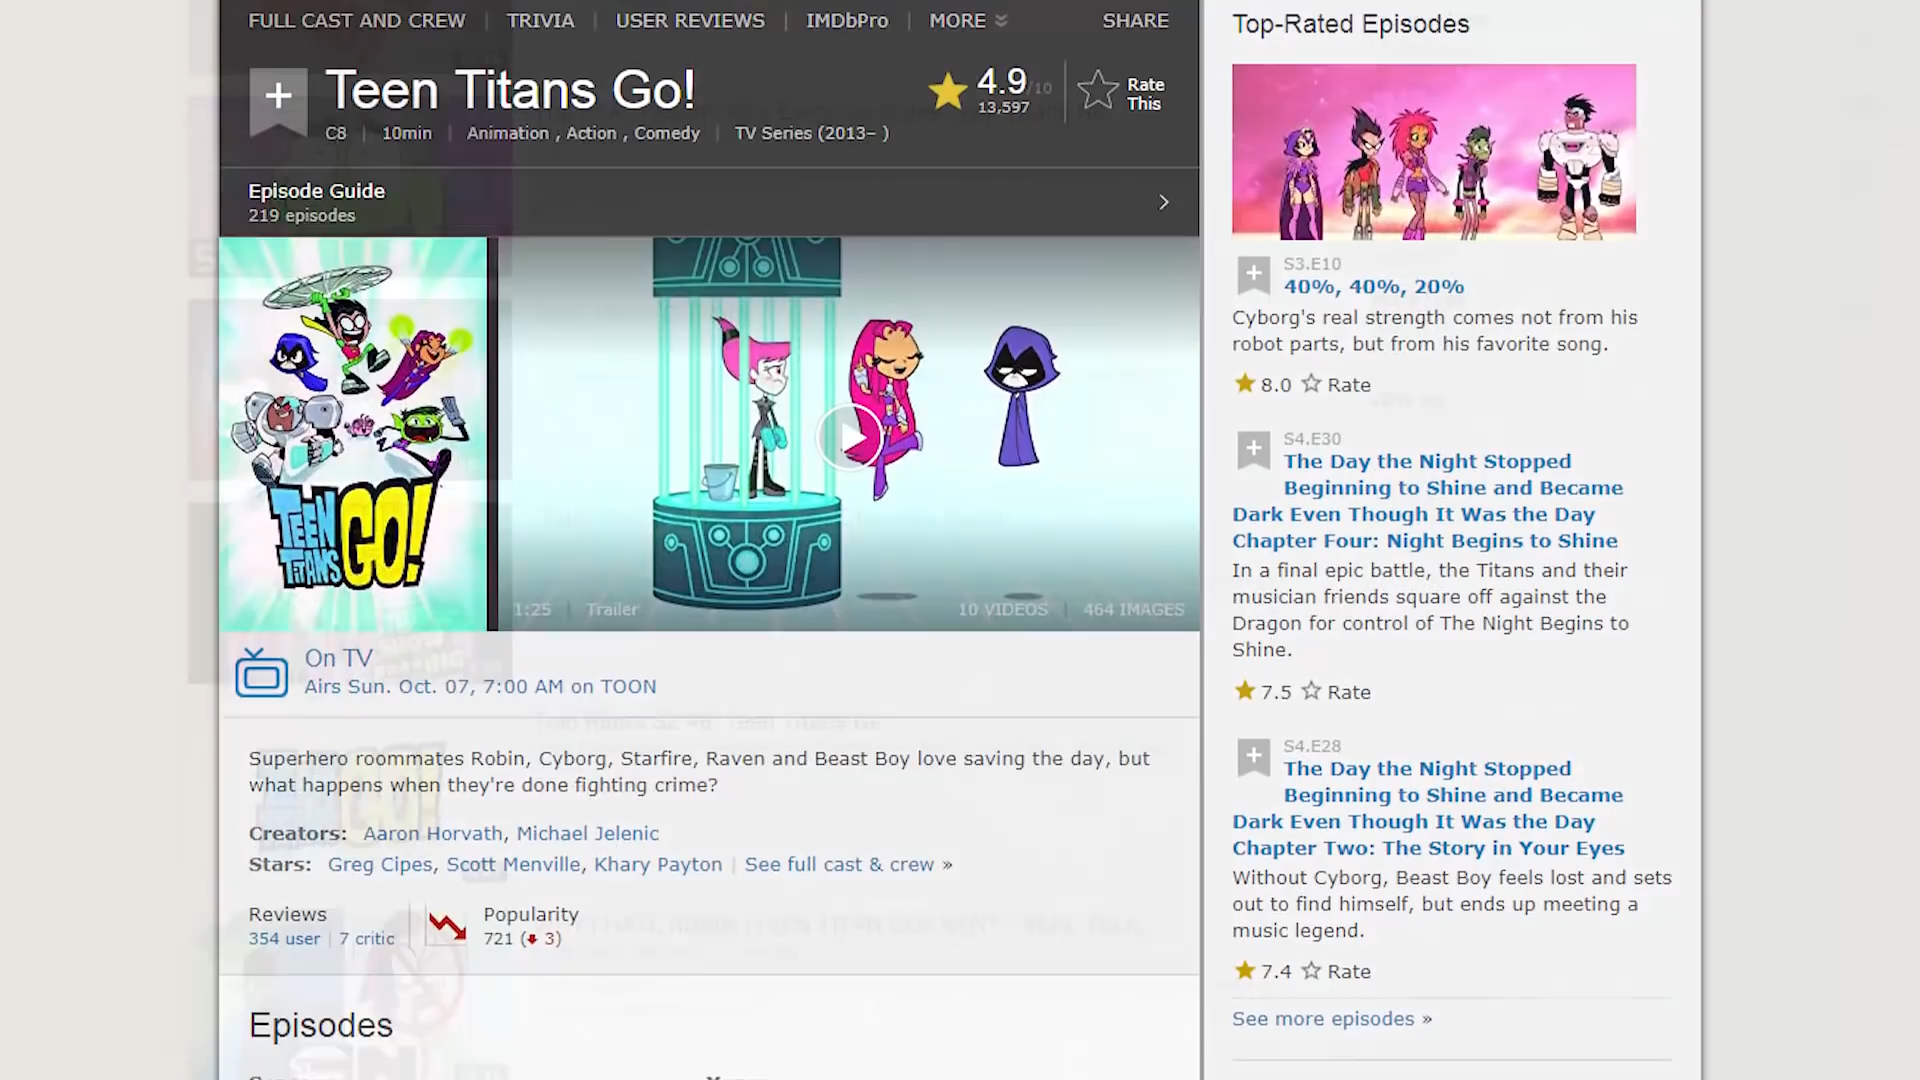 FULL CAST AND CREW | TRIVIA | USER REVIEWS | IMDbPro | MORE SHARE
Teen Titans Go!
4.9/10
13,597
Rate
This
C8 | 10min | Animation , Action , Comedy | TV Series (2013– )
Episode Guide
219 episodes
TEEN TITANS GO!
1:25 | Trailer
10 VIDEOS | 464 IMAGES
On TV
Airs Sun. Oct. 07, 7:00 AM on TOON
Superhero roommates Robin, Cyborg, Starfire, Raven and Beast Boy love saving the day, but
what happens when they're done fighting crime?
Creators: Aaron Horvath, Michael Jelenic
Stars: Greg Cipes, Scott Menville, Khary Payton | See full cast & crew »
Reviews
354 user | 7 critic
Popularity
721 (3)
Episodes
Top-Rated Episodes
S3.E10
40%, 40%, 20%
Cyborg's real strength comes not from his
robot parts, but from his favorite song.
8.0 Rate
S4.E30
The Day the Night Stopped
Beginning to Shine and Became
Dark Even Though It Was the Day
Chapter Four: Night Begins to Shine
In a final epic battle, the Titans and their
musician friends square off against the
Dragon for control of The Night Begins to
Shine.
7.5 Rate
S4.E28
The Day the Night Stopped
Beginning to Shine and Became
Dark Even Though It Was the Day
Chapter Two: The Story in Your Eyes
Without Cyborg, Beast Boy feels lost and sets
out to find himself, but ends up meeting a
music legend.
7.4 Rate
See more episodes »